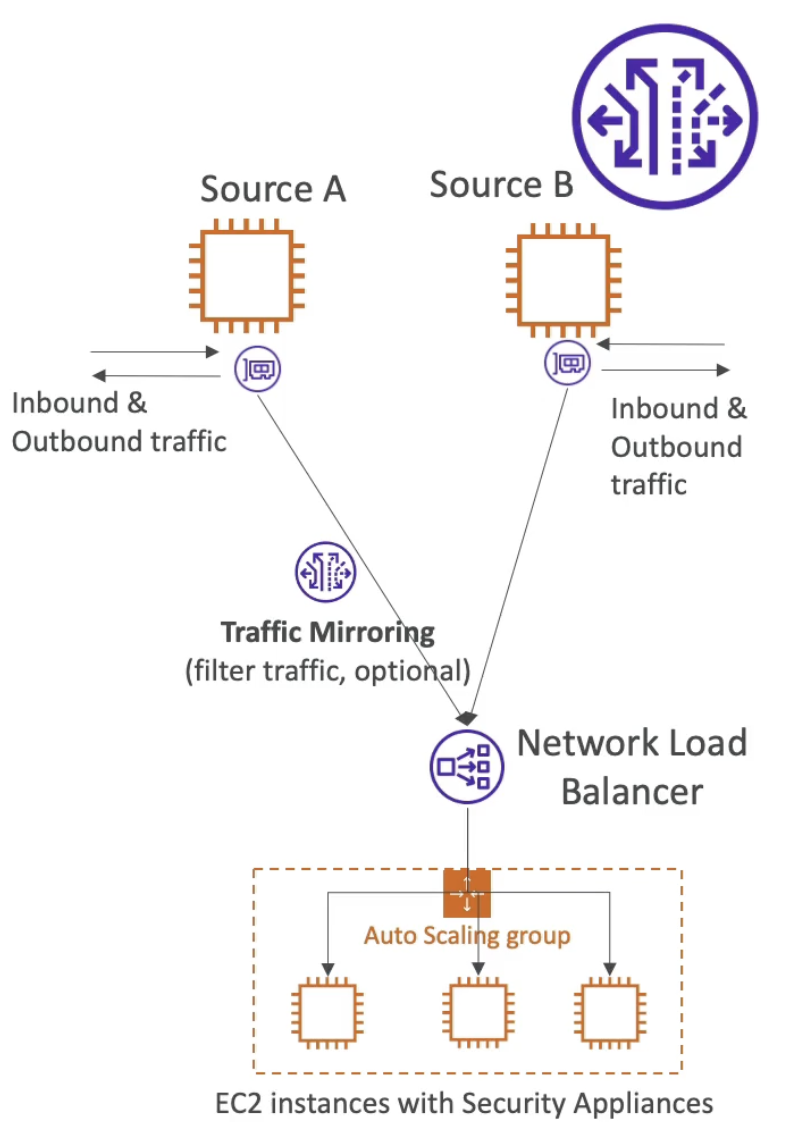 Source A
Source B
Inbound &
Outbound traffic
Inbound &
Outbound
traffic
Traffic Mirroring
(filter traffic, optional)
Network Load
Balancer
Auto Scaling group
EC2 instances with Security Appliances